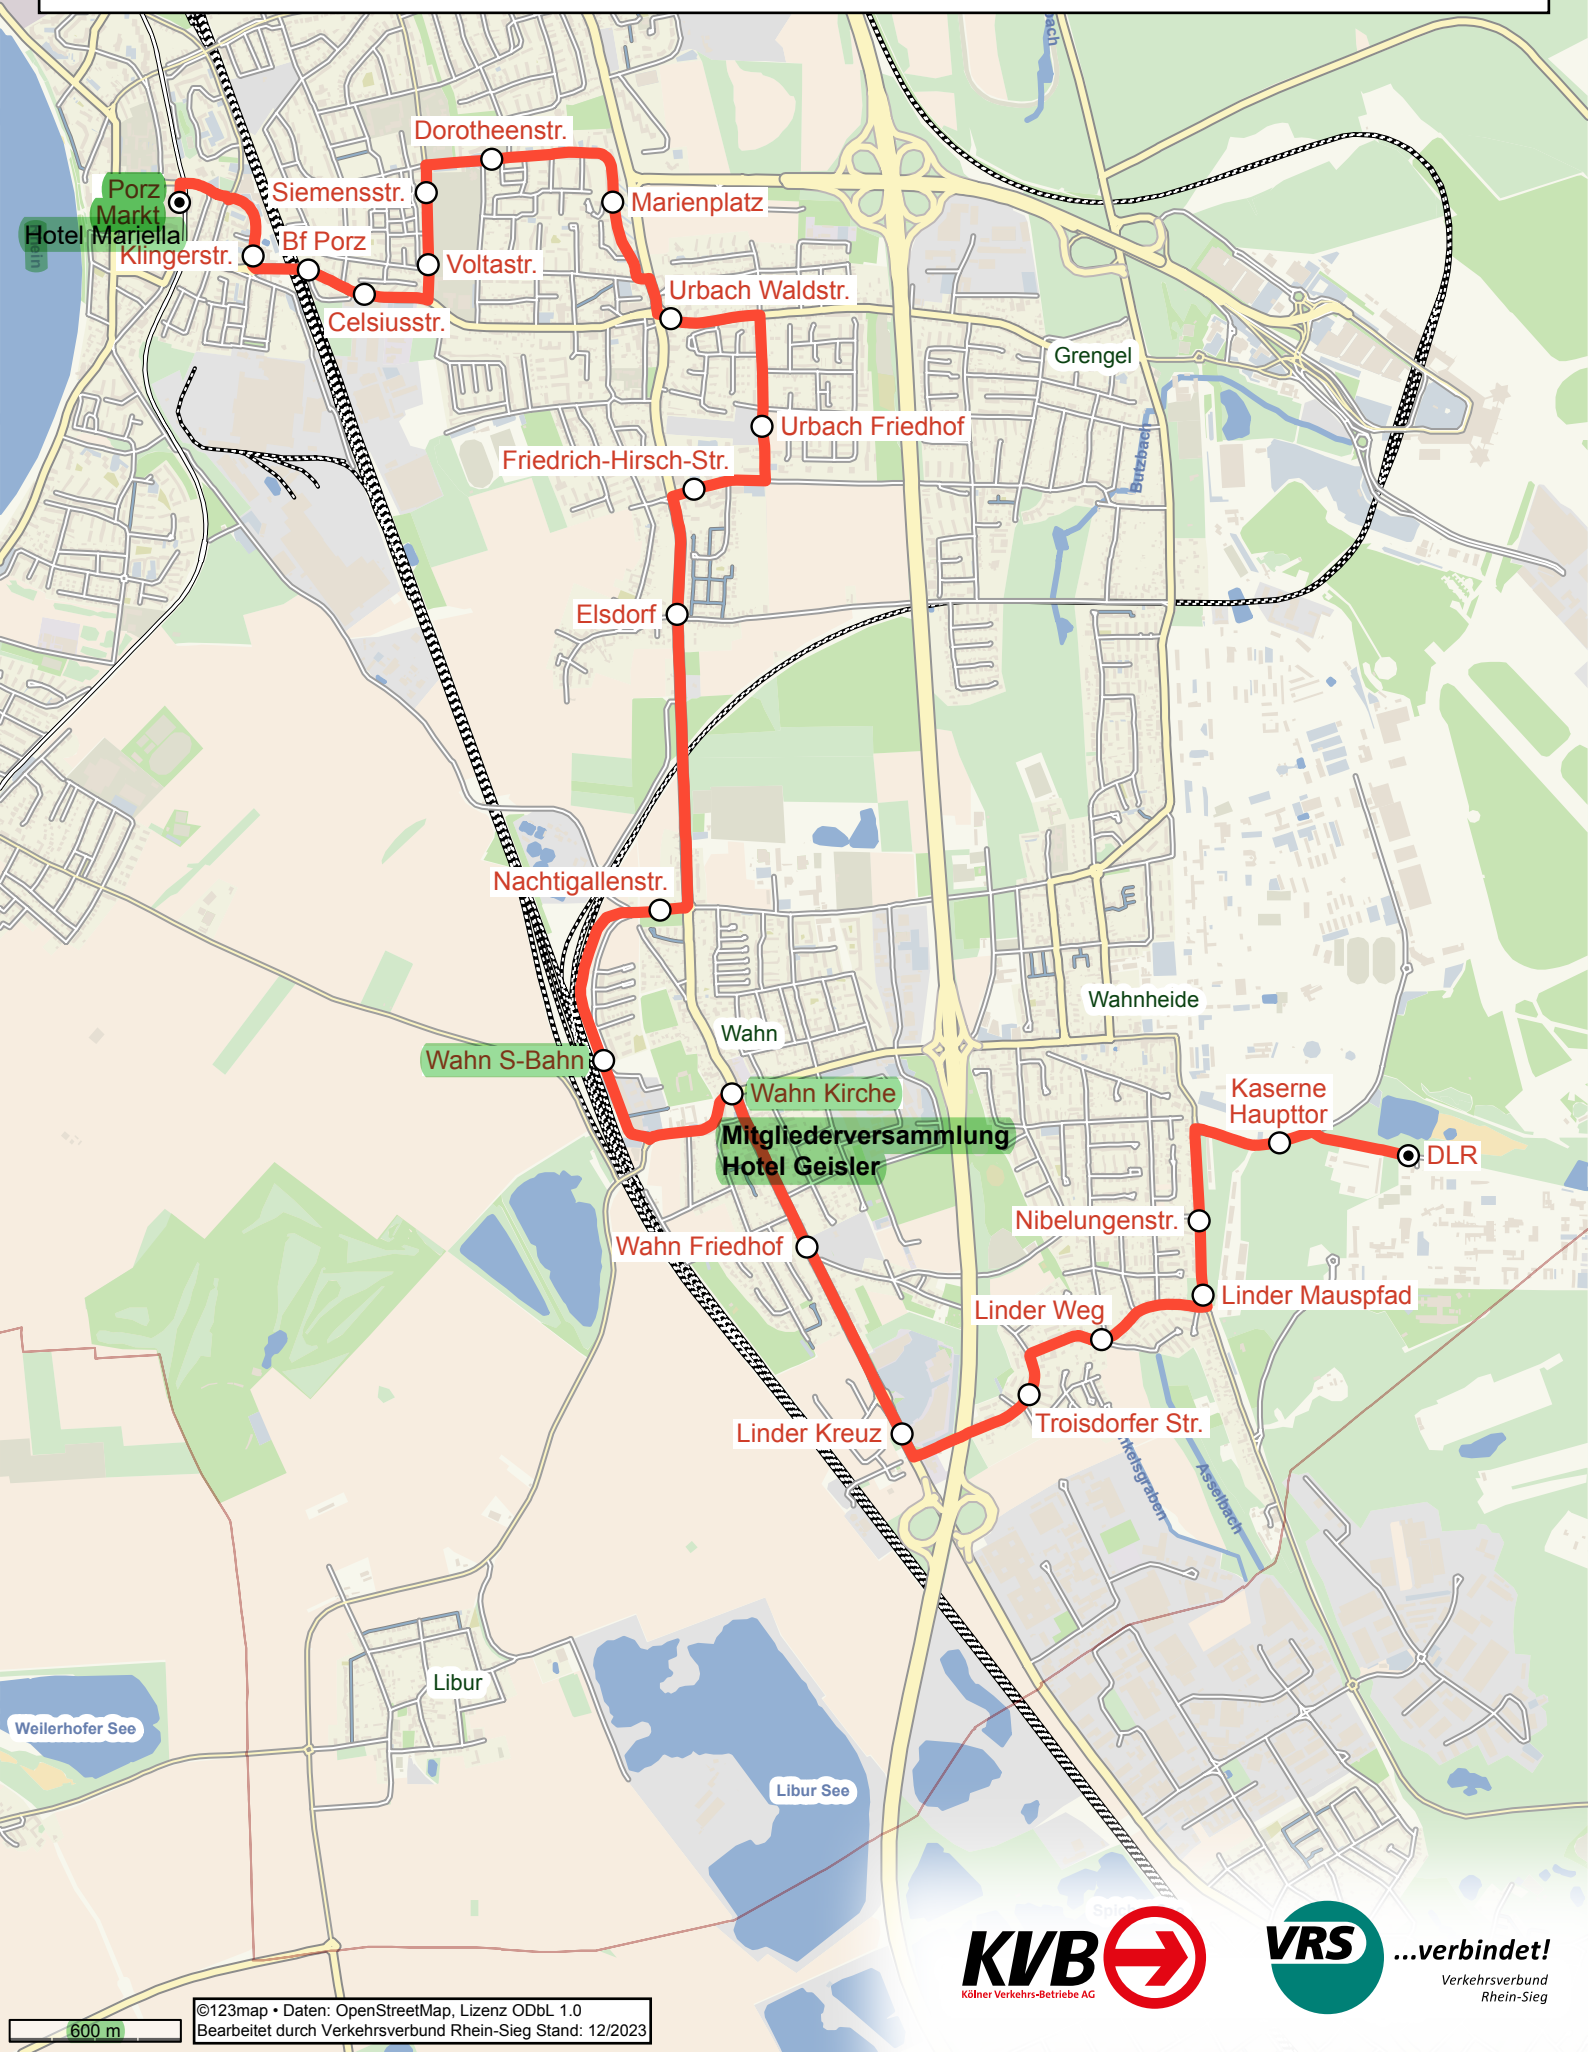 bach
Dorotheenstr.
Porz
Markt
Siemensstr.
Marienplatz
Hotel Mariella
Klingerstr.
Bf Porz
Voltastr.
Urbach Waldstr.
Celsiusstr.
Grengel
Urbach Friedhof
Butzbach
Friedrich-Hirsch-Str.
Elsdorf
Nachtigallenstr.
Wahnheide
Wahn
Wahn S-Bahn
Wahn Kirche
Kaserne
Haupttor
Mitgliederversammlung
Hotel Geisler
DLR
Nibelungenstr.
Wahn Friedhof
Linder Mauspfad
Linder Weg
Linder Kreuz
Troisdorfer Str.
kelsgraben
Asselbach
Libur
Weilerhofer See
Libur See
KVB
Kölner Verkehrs-Betriebe AG
VRS
...verbindet!
Verkehrsverbund
Rhein-Sieg
600 m
©123map • Daten: OpenStreetMap, Lizenz ODbL 1.0
Bearbeitet durch Verkehrsverbund Rhein-Sieg Stand: 12/2023